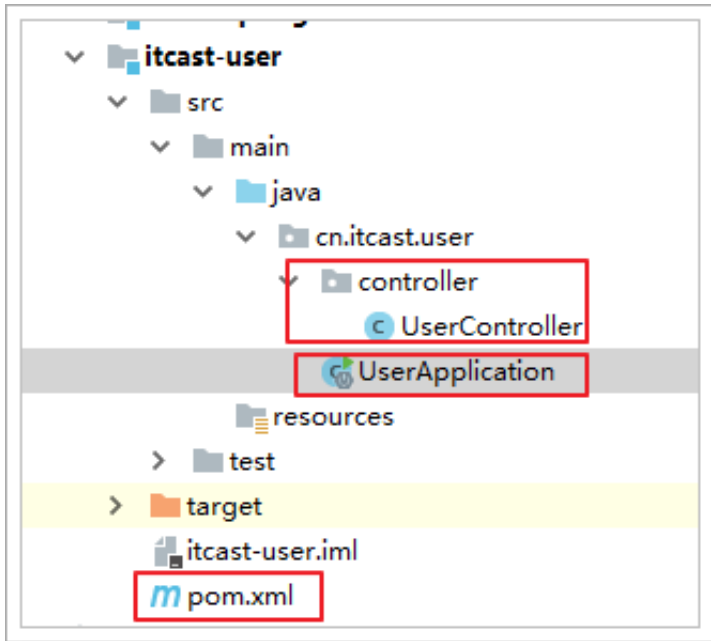 itcast-user
src
main
java
cn.itcast.user
controller
C UserController
C UserApplication
resources
test
target
itcast-user.iml
m pom.xml